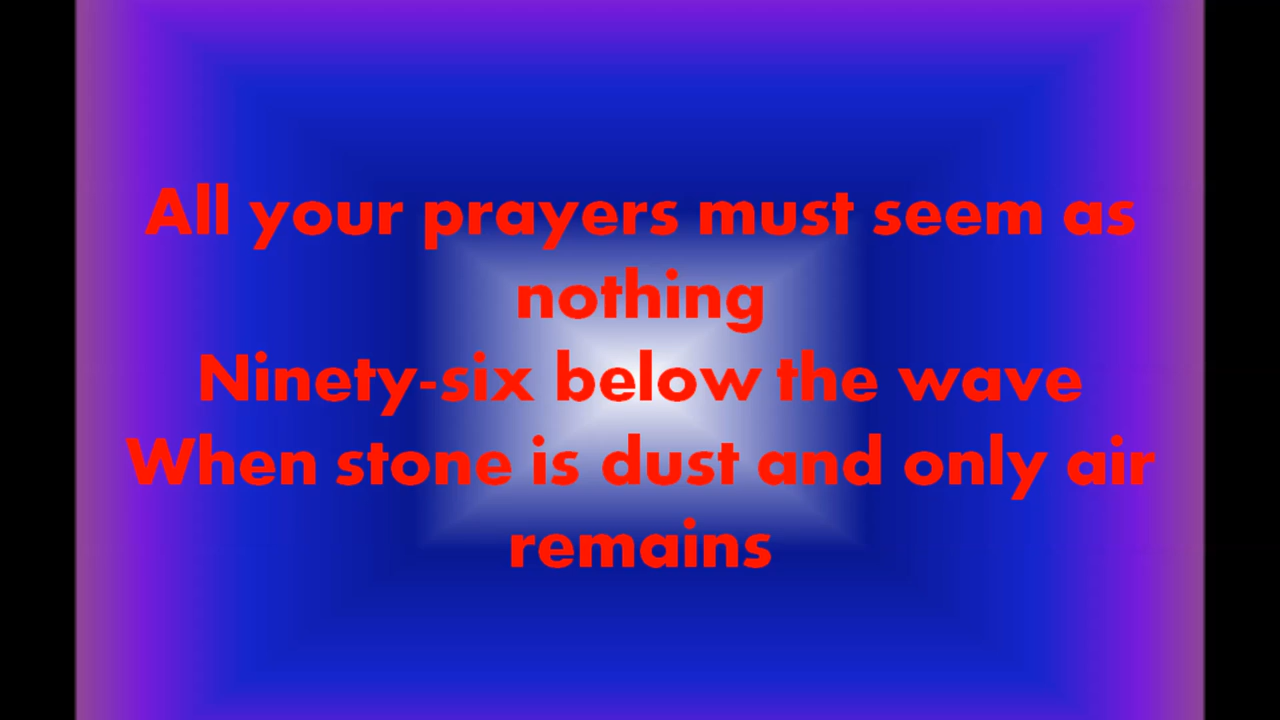 All your prayers must seem as
nothing
Ninety-six below the wave
When stone is dust and only air
remains